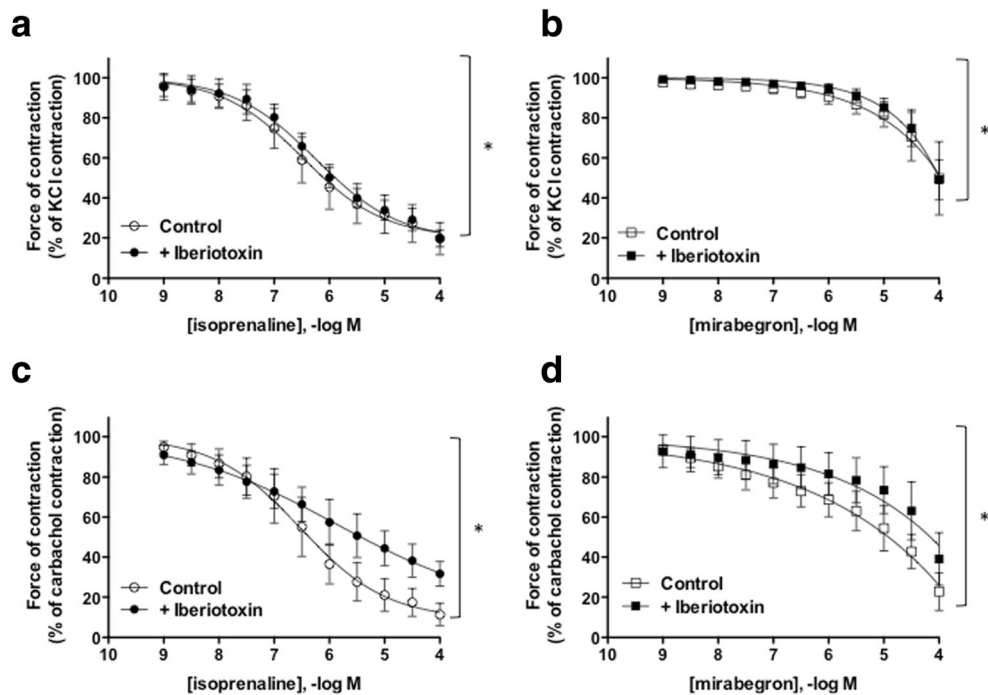 a
Force of contraction
(% of KCl contraction)
100
80
60
40
20
0
Control
+ Iberiotoxin
*
10 9 8 7 6 5 4
[isoprenaline], -log M
b
Force of contraction
(% of KCl contraction)
100
80
60
40
20
0
Control
+ Iberiotoxin
*
10 9 8 7 6 5 4
[mirabegron], -log M
c
Force of contraction
(% of carbachol contraction)
100
80
60
40
20
0
Control
+ Iberiotoxin
*
10 9 8 7 6 5 4
[isoprenaline], -log M
d
Force of contraction
(% of carbachol contraction)
100
80
60
40
20
0
Control
+ Iberiotoxin
*
10 9 8 7 6 5 4
[mirabegron], -log M